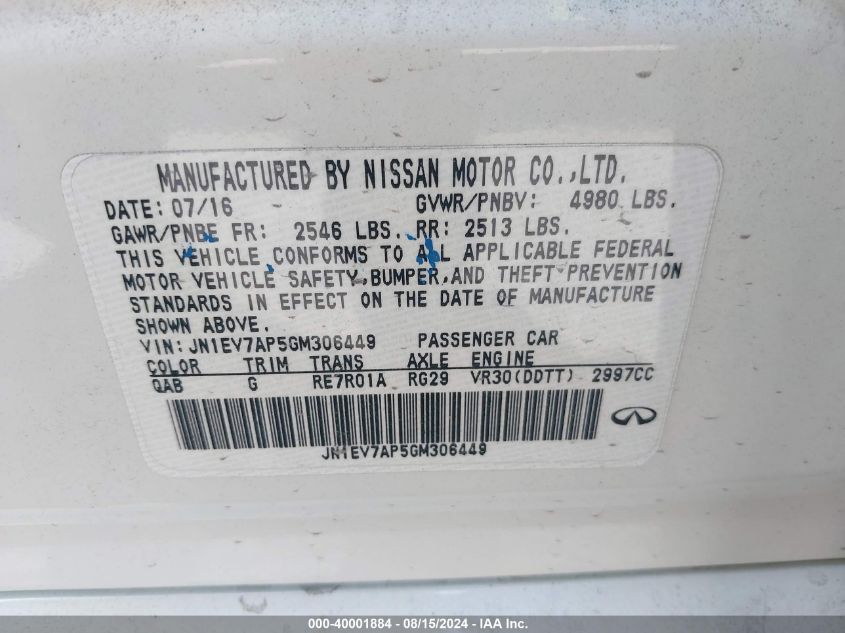 MANUFACTURED BY NISSAN MOTOR CO.,LTD.
DATE: 07/16 GVWR/PNBV: 4980 LBS.
GAWR/PNBE FR: 2546 LBS. RR: 2513 LBS.
THIS VEHICLE CONFORMS TO ALL APPLICABLE FEDERAL
MOTOR VEHICLE SAFETY,BUMPER,AND THEFT PREVENTION
STANDARDS IN EFFECT ON THE DATE OF MANUFACTURE
SHOWN ABOVE.
VIN: JN1EV7AP5GM306449 PASSENGER CAR
COLOR TRIM TRANS AXLE ENGINE
QAB G RE7R01A RG29 VR30(DDTT) 2997CC
JN1EV7AP5GM306449
000-40001884 - 08/15/2024 - IAA Inc.